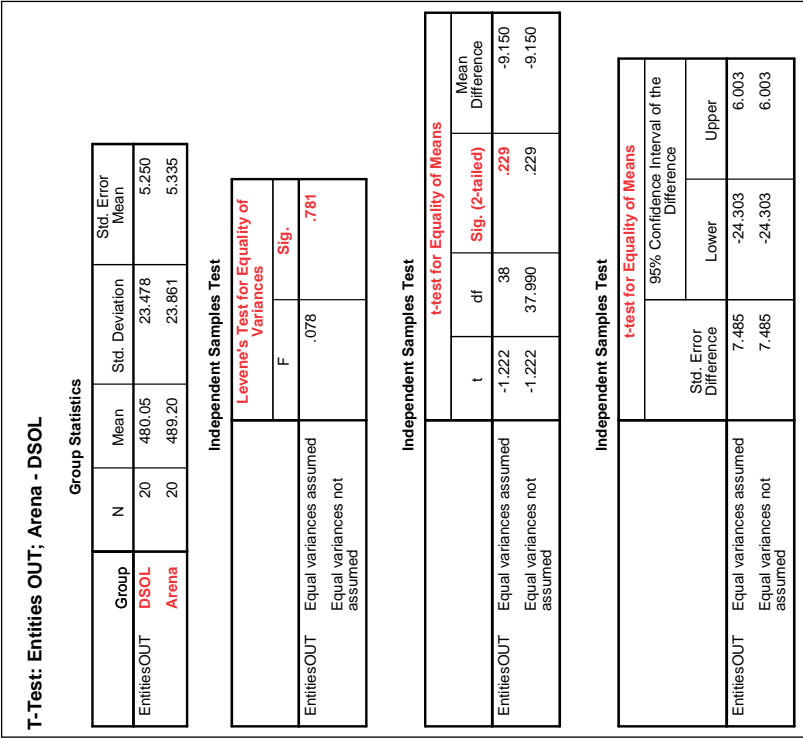 T-Test: Entities OUT; Arena - DSOL
Group Statistics
Group N Mean Std. Deviation Std. Error Mean
EntitiesOUT DSOL 20 480.05 23.478 5.250
Arena 20 489.20 23.861 5.335
Independent Samples Test
Levene's Test for Equality of
Variances
F Sig.
EntitiesOUT Equal variances assumed .078 .781
Equal variances not
assumed
Independent Samples Test
t-test for Equality of Means
t df Sig. (2-tailed) Mean Difference
EntitiesOUT Equal variances assumed -1.222 38 .229 -9.150
Equal variances not
assumed -1.222 37.990 .229 -9.150
Independent Samples Test
t-test for Equality of Means
95% Confidence Interval of the
Difference
Std. Error
Difference Lower Upper
EntitiesOUT Equal variances assumed 7.485 -24.303 6.003
Equal variances not
assumed 7.485 -24.303 6.003